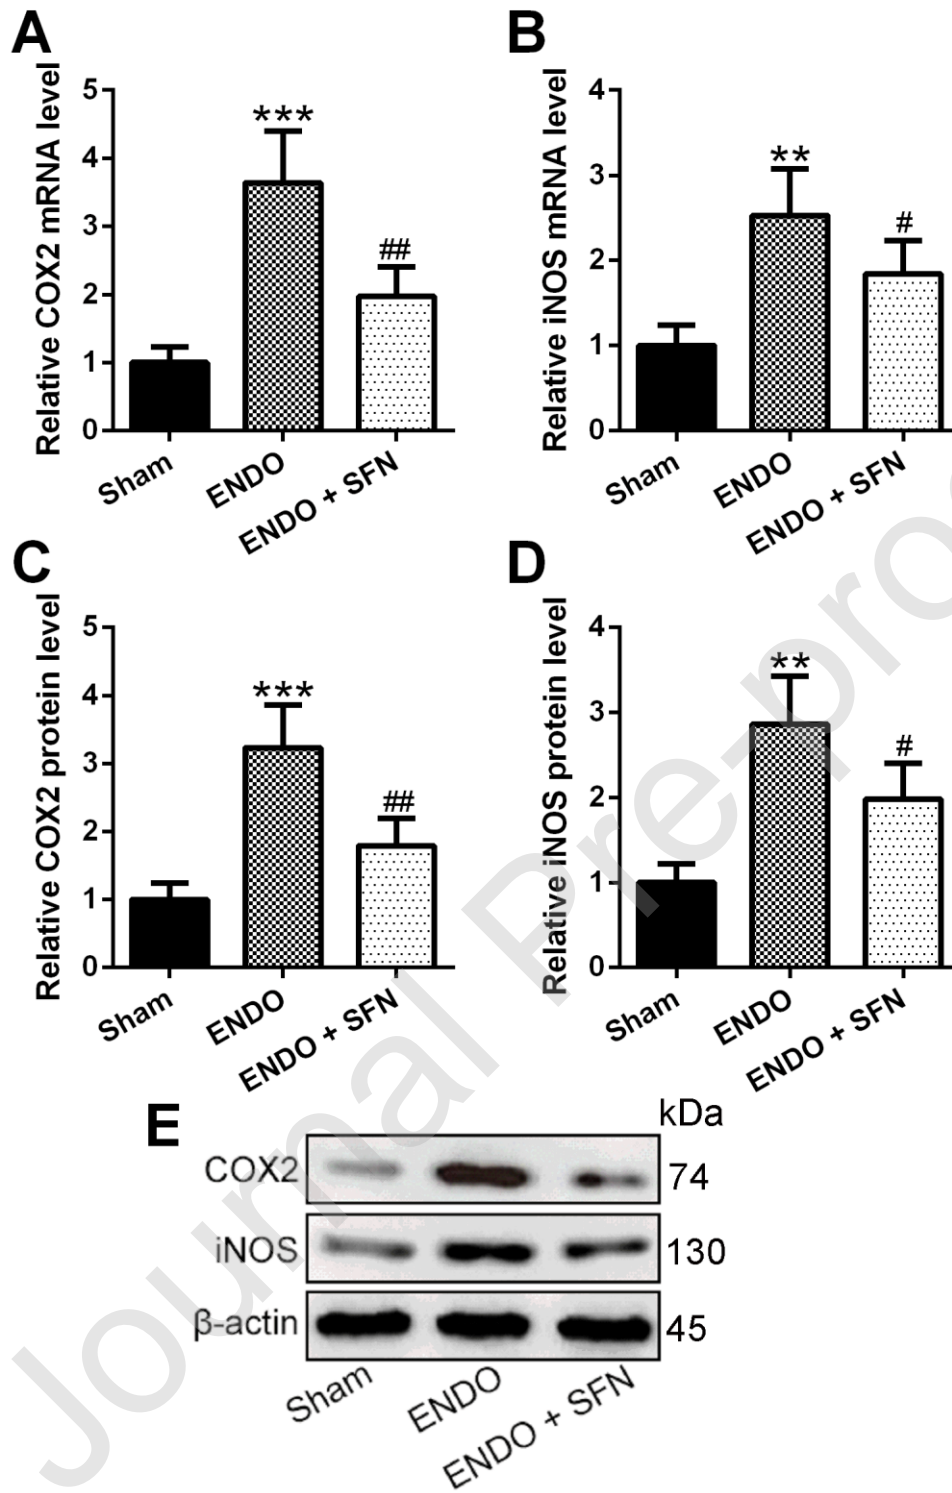 A
Relative COX2 mRNA level
5
4
3
2
1
0
***
##
Sham
ENDO
ENDO + SFN
B
Relative iNOS mRNA level
4
3
2
1
0
**
#
Sham
ENDO
ENDO + SFN
C
Relative COX2 protein level
5
4
3
2
1
0
***
##
Sham
ENDO
ENDO + SFN
D
Relative iNOS protein level
4
3
2
1
0
**
#
Sham
ENDO
ENDO + SFN
E
kDa
COX2
74
iNOS
130
β-actin
45
Sham
ENDO
ENDO + SFN
Journal Pre-pro